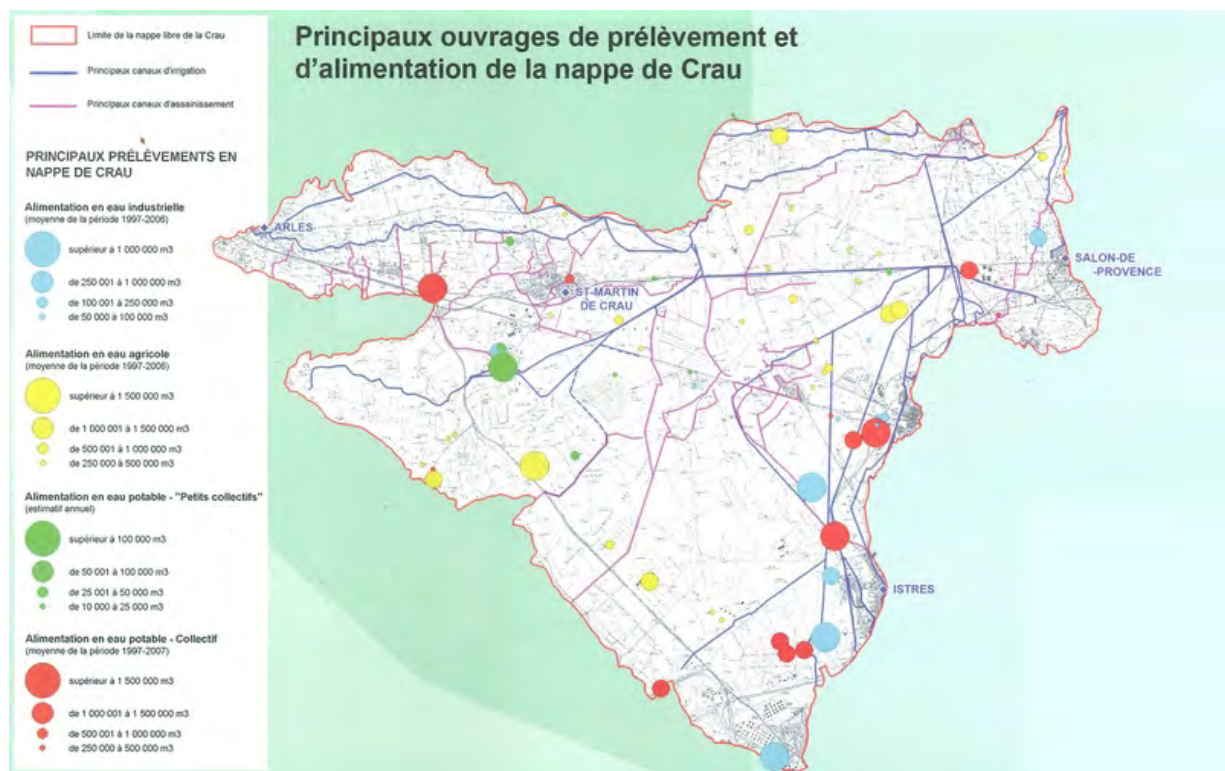 Limite de la nappe libre de la Crau
Principaux canaux d'irrigation
Principaux canaux d'assainissement
Principaux ouvrages de prélèvement et
d'alimentation de la nappe de Crau
PRINCIPAUX PRÉLÈVEMENTS EN
NAPPE DE CRAU
Alimentation en eau industrielle
(moyenne de la période 1997-2006)
supérieur à 1 000 000 m3
de 250 001 à 1 000 000 m3
de 100 001 à 250 000 m3
de 50 000 à 100 000 m3
Alimentation en eau agricole
(moyenne de la période 1997-2006)
supérieur à 1 500 000 m3
de 1 000 001 à 1 500 000 m3
de 500 001 à 1 000 000 m3
de 250 000 à 500 000 m3
Alimentation en eau potable - "Petits collectifs"
(estimatif annuel)
supérieur à 100 000 m3
de 50 001 à 100 000 m3
de 25 001 à 50 000 m3
de 10 000 à 25 000 m3
Alimentation en eau potable - Collectif
(moyenne de la période 1997-2007)
supérieur à 1 500 000 m3
de 1 000 001 à 1 500 000 m3
de 500 001 à 1 000 000 m3
de 250 000 à 500 000 m3
ARLES
ST-MARTIN
DE CRAU
SALON-DE
-PROVENCE
ISTRES